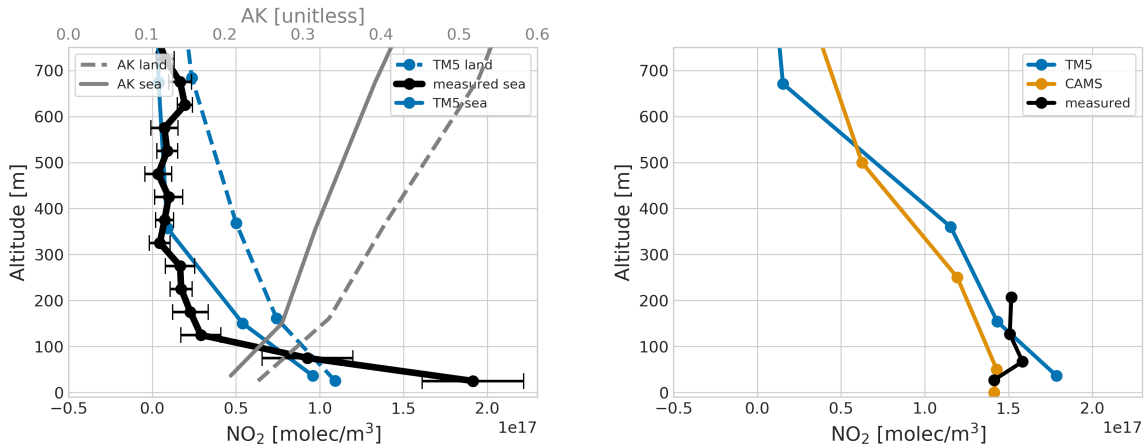 AK [unitless]
0.0 0.1 0.2 0.3 0.4 0.5 0.6
700
600
500
400
300
200
100
0
Altitude [m]
AK land
AK sea
TM5 land
measured sea
TM5 sea
−0.5 0.0 0.5 1.0 1.5 2.0
1e17
NO₂ [molec/m³]
700
600
500
400
300
200
100
0
Altitude [m]
TM5
CAMS
measured
−0.5 0.0 0.5 1.0 1.5 2.0
1e17
NO₂ [molec/m³]